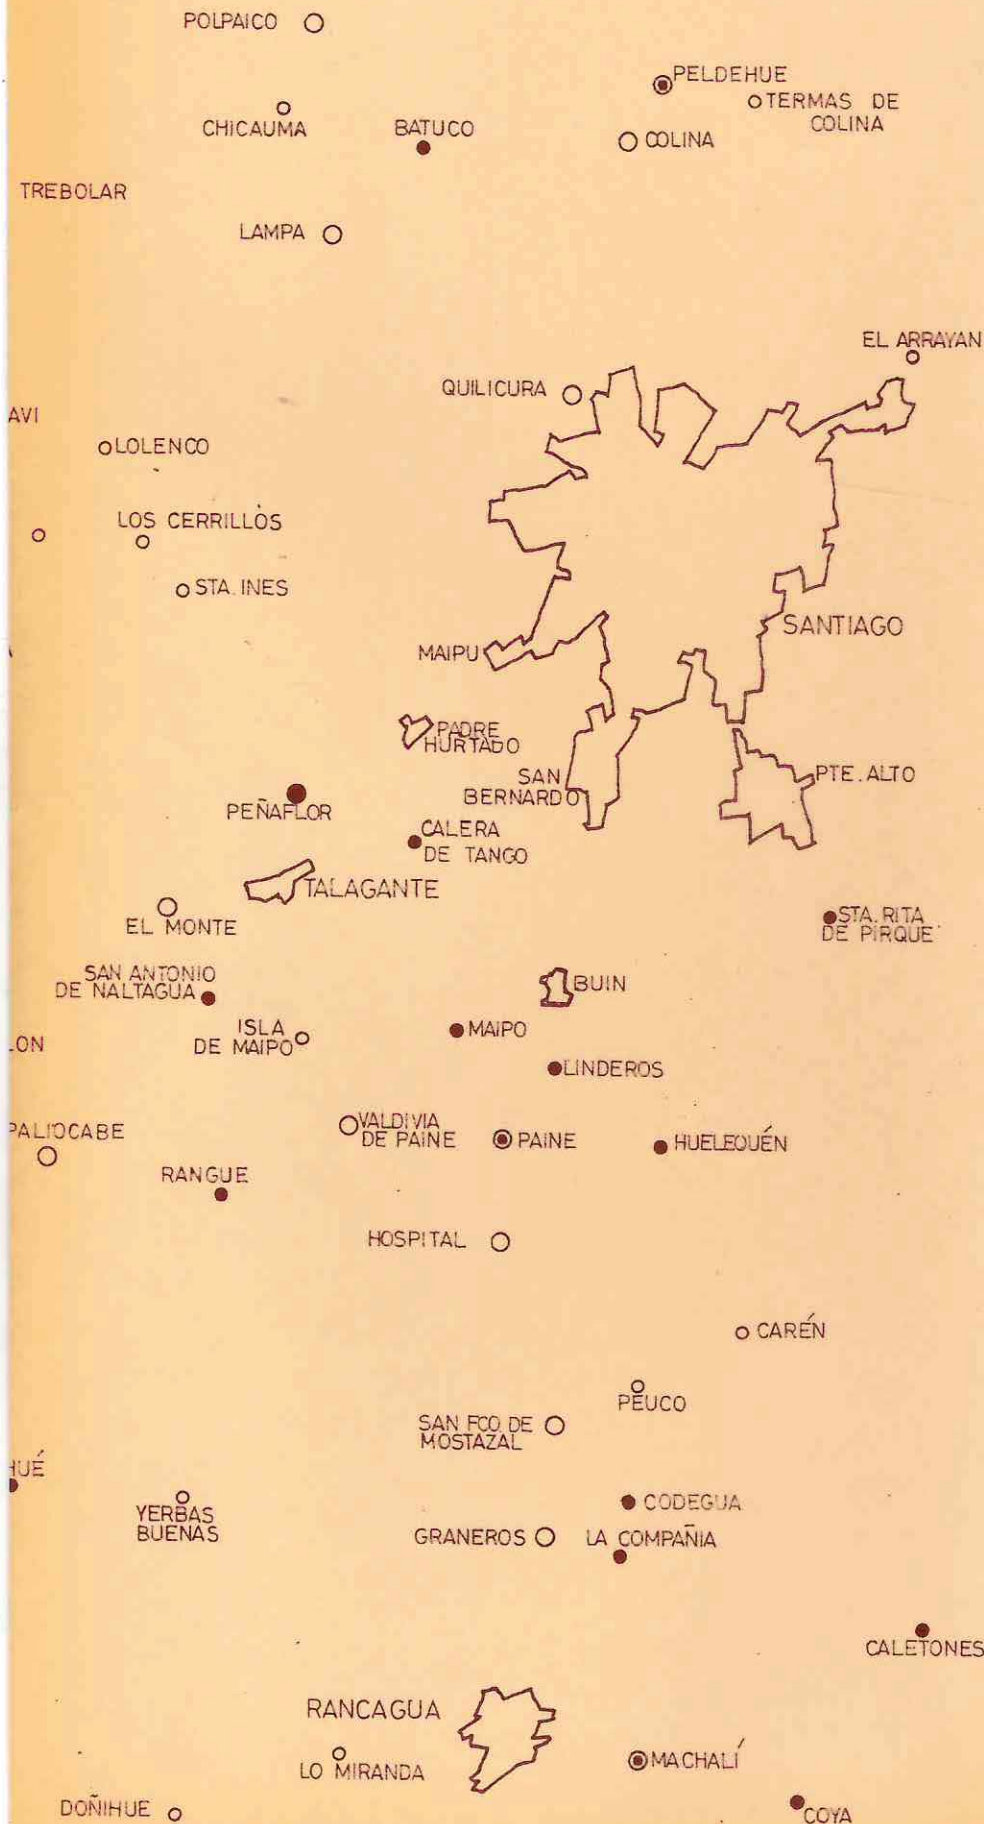 POLPAICO
PELDEHUE
TERMAS DE
COLINA
CHICAUMA
BATUCO
COLINA
TREBOLAR
LAMPA
EL ARRAYAN
QUILICURA
AVI
LOLENCO
LOS CERRILLOS
STA. INES
SANTIAGO
MAIPU
PADRE
HURTADO
SAN
BERNARDO
PTE. ALTO
PEÑAFLOR
CALERA
DE TANGO
TALAGANTE
EL MONTE
STA. RITA
DE PIRQUE
SAN ANTONIO
DE NALTAGUA
BUIN
ISLA
DE MAIPO
MAIPO
LON
LINDEROS
PALIOCABE
VALDIVIA
DE PAINE
PAINE
HUELEQUÉN
RANGUE
HOSPITAL
CARÉN
PEUCO
SAN FCO DE
MOSTAZAL
HUÉ
YERBAS
BUENAS
CODEGUA
GRANEROS
LA COMPAÑIA
CALETONES
RANCAGUA
LO MIRANDA
MACHALÍ
DOÑIHUE
COYA